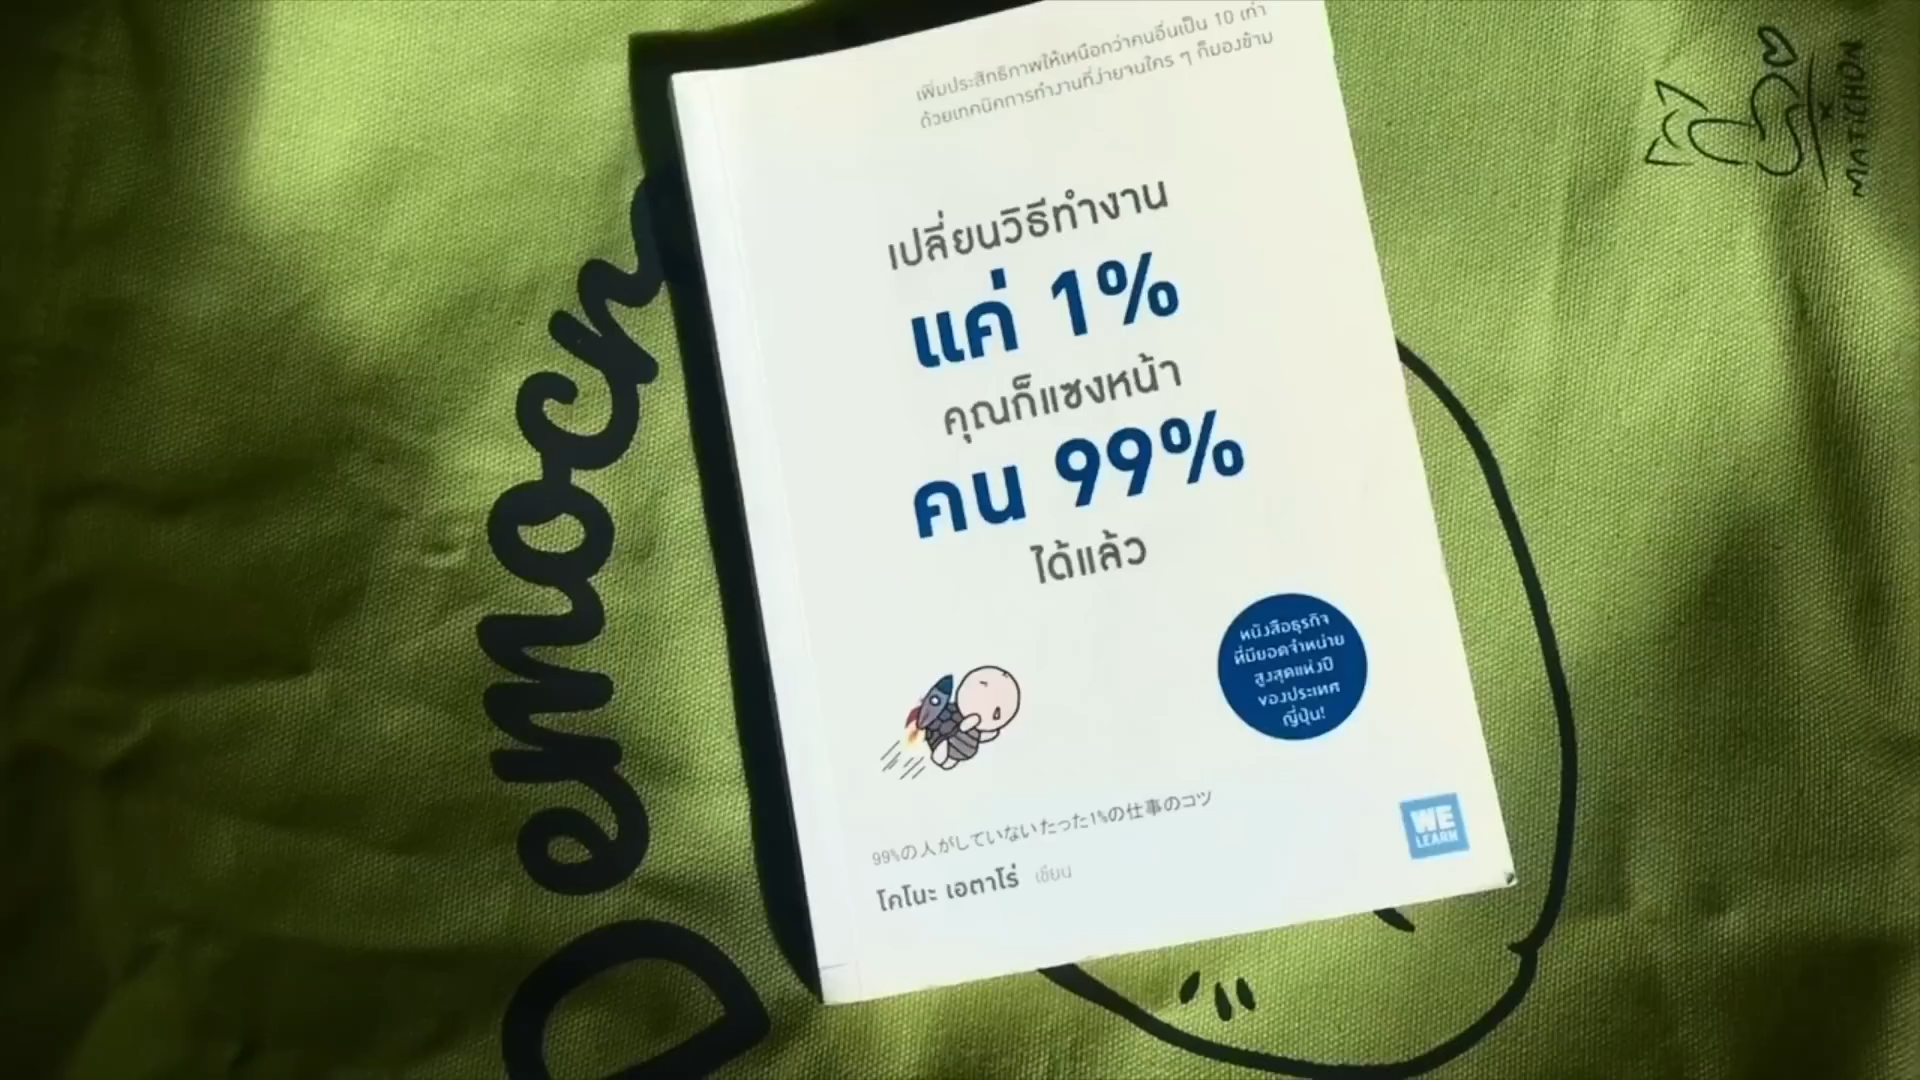 เพิ่มประสิทธิภาพให้เหนือกว่าคนอื่นเป็น 10 เท่า
ด้วยเทคนิคการทำงานที่ง่ายจนใคร ๆ ก็มองข้าม
เปลี่ยนวิธีทำงาน
แค่ 1%
คุณก็แซงหน้า
คน 99%
ได้แล้ว
หนังสือธุรกิจ
ที่มียอดจำหน่าย
สูงสุดแห่งปี
ของประเทศ
ญี่ปุ่น!
99%の人がしていないたった1%の仕事のコツ
โคโนะ เอตาโร่ เขียน
WE
LEARN
Democr
x
MATICHON